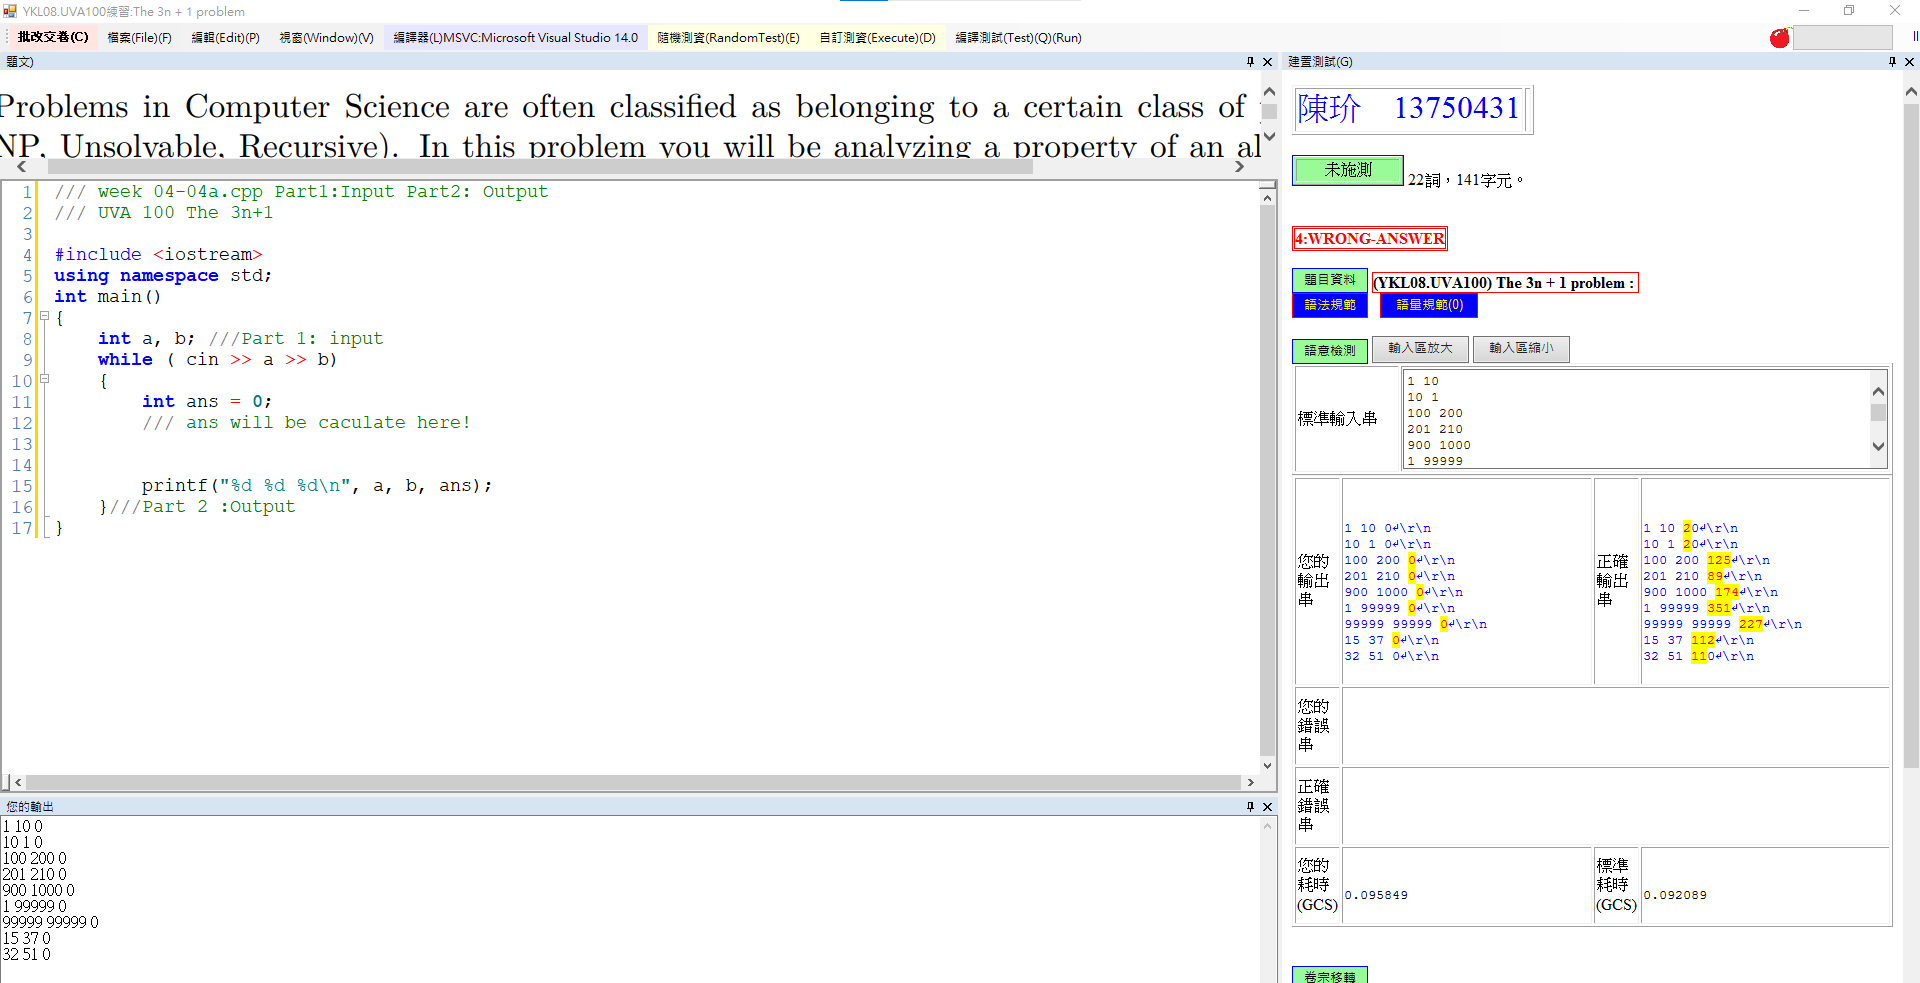 YKL08.UVA100練習:The 3n + 1 problem
批改交卷(C) 檔案(File)(F) 編輯(Edit)(P) 視窗(Window)(V) 編譯器(L)MSVC:Microsoft Visual Studio 14.0 隨機測資(RandomTest)(E) 自訂測資(Execute)(D) 編譯測試(Test)(Q)(Run)
題文)
Problems in Computer Science are often classified as belonging to a certain class of
NP, Unsolvable, Recursive). In this problem you will be analyzing a property of an al
1 /// week 04-04a.cpp Part1:Input Part2: Output
2 /// UVA 100 The 3n+1
3
4 #include <iostream>
5 using namespace std;
6 int main()
7 {
8 int a, b; ///Part 1: input
9 while ( cin >> a >> b)
10 {
11 int ans = 0;
12 /// ans will be caculate here!
13
14
15 printf("%d %d %d\n", a, b, ans);
16 }///Part 2 :Output
17 }
您的輸出
1 10 0
10 1 0
100 200 0
201 210 0
900 1000 0
1 99999 0
99999 99999 0
15 37 0
32 51 0
建置測試(G)
陳玠 13750431
未施測 22詞，141字元。
4:WRONG-ANSWER
題目資料 (YKL08.UVA100) The 3n + 1 problem :
語法規範 語量規範(0)
語意檢測 輸入區放大 輸入區縮小
標準輸入串
1 10
10 1
100 200
201 210
900 1000
1 99999
您的輸出串
1 10 0↲\r\n
10 1 0↲\r\n
100 200 0↲\r\n
201 210 0↲\r\n
900 1000 0↲\r\n
1 99999 0↲\r\n
99999 99999 0↲\r\n
15 37 0↲\r\n
32 51 0↲\r\n
正確輸出串
1 10 20↲\r\n
10 1 20↲\r\n
100 200 125↲\r\n
201 210 89↲\r\n
900 1000 174↲\r\n
1 99999 351↲\r\n
99999 99999 227↲\r\n
15 37 112↲\r\n
32 51 110↲\r\n
您的錯誤串
正確錯誤串
您的耗時(GCS) 0.095849
標準耗時(GCS) 0.092089
卷宗移轉